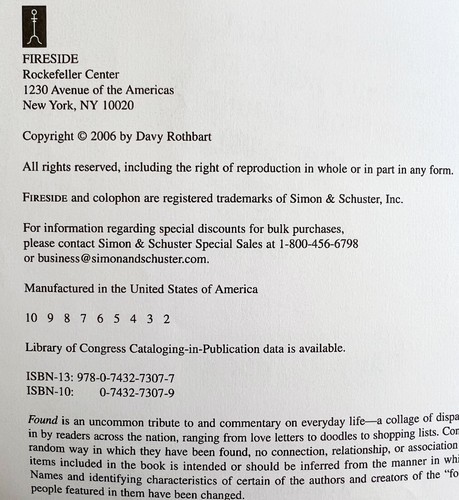 FIRESIDE
Rockefeller Center
1230 Avenue of the Americas
New York, NY 10020
Copyright © 2006 by Davy Rothbart
All rights reserved, including the right of reproduction in whole or in part in any form.
FIRESIDE and colophon are registered trademarks of Simon & Schuster, Inc.
For information regarding special discounts for bulk purchases,
please contact Simon & Schuster Special Sales at 1-800-456-6798
or business@simonandschuster.com.
Manufactured in the United States of America
10 9 8 7 6 5 4 3 2
Library of Congress Cataloging-in-Publication data is available.
ISBN-13: 978-0-7432-7307-7
ISBN-10: 0-7432-7307-9
Found is an uncommon tribute to and commentary on everyday life—a collage of dispa
in by readers across the nation, ranging from love letters to doodles to shopping lists. Con
random way in which they have been found, no connection, relationship, or association
items included in the book is intended or should be inferred from the manner in whi
Names and identifying characteristics of certain of the authors and creators of the “fo
people featured in them have been changed.